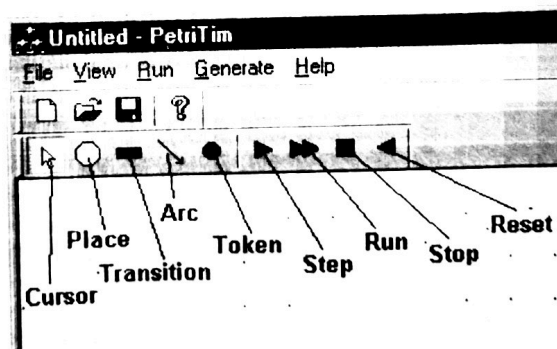 Untitled - PetriTim
File View Run Generate Help
Arc
Place Token Run Reset
Transition Step Stop
Cursor